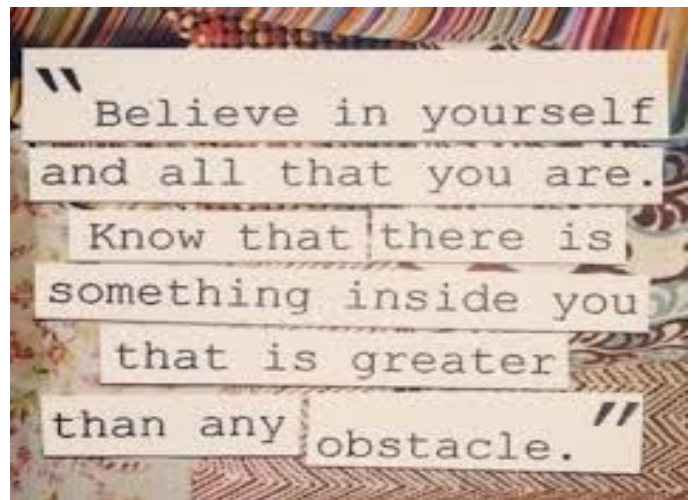 "Believe in yourself
and all that you are.
Know that there is
something inside you
that is greater
than any obstacle."